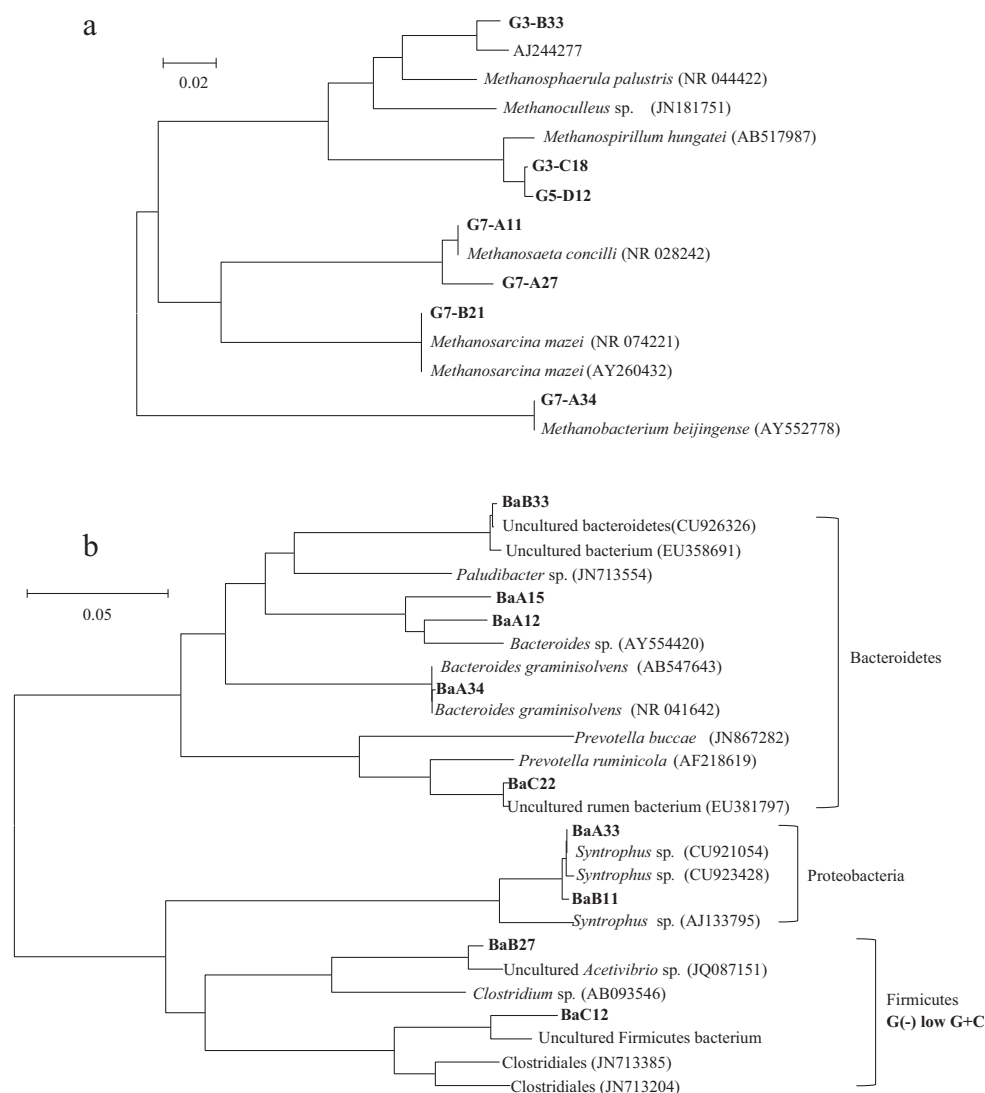 a
0.02
G3-B33
AJ244277
Methanosphaerula palustris (NR 044422)
Methanoculleus sp. (JN181751)
Methanospirillum hungatei (AB517987)
G3-C18
G5-D12
G7-A11
Methanosaeta concilli (NR 028242)
G7-A27
G7-B21
Methanosarcina mazei (NR 074221)
Methanosarcina mazei (AY260432)
G7-A34
Methanobacterium beijingense (AY552778)
b
0.05
BaB33
Uncultured bacteroidetes(CU926326)
Uncultured bacterium (EU358691)
Paludibacter sp. (JN713554)
BaA15
BaA12
Bacteroides sp. (AY554420)
Bacteroides graminisolvens (AB547643)
BaA34
Bacteroides graminisolvens (NR 041642)
Prevotella buccae (JN867282)
Prevotella ruminicola (AF218619)
BaC22
Uncultured rumen bacterium (EU381797)
Bacteroidetes
BaA33
Syntrophus sp. (CU921054)
Syntrophus sp. (CU923428)
BaB11
Syntrophus sp. (AJ133795)
Proteobacteria
BaB27
Uncultured Acetivibrio sp. (JQ087151)
Clostridium sp. (AB093546)
BaC12
Uncultured Firmicutes bacterium
Clostridiales (JN713385)
Clostridiales (JN713204)
Firmicutes
G(-) low G+C